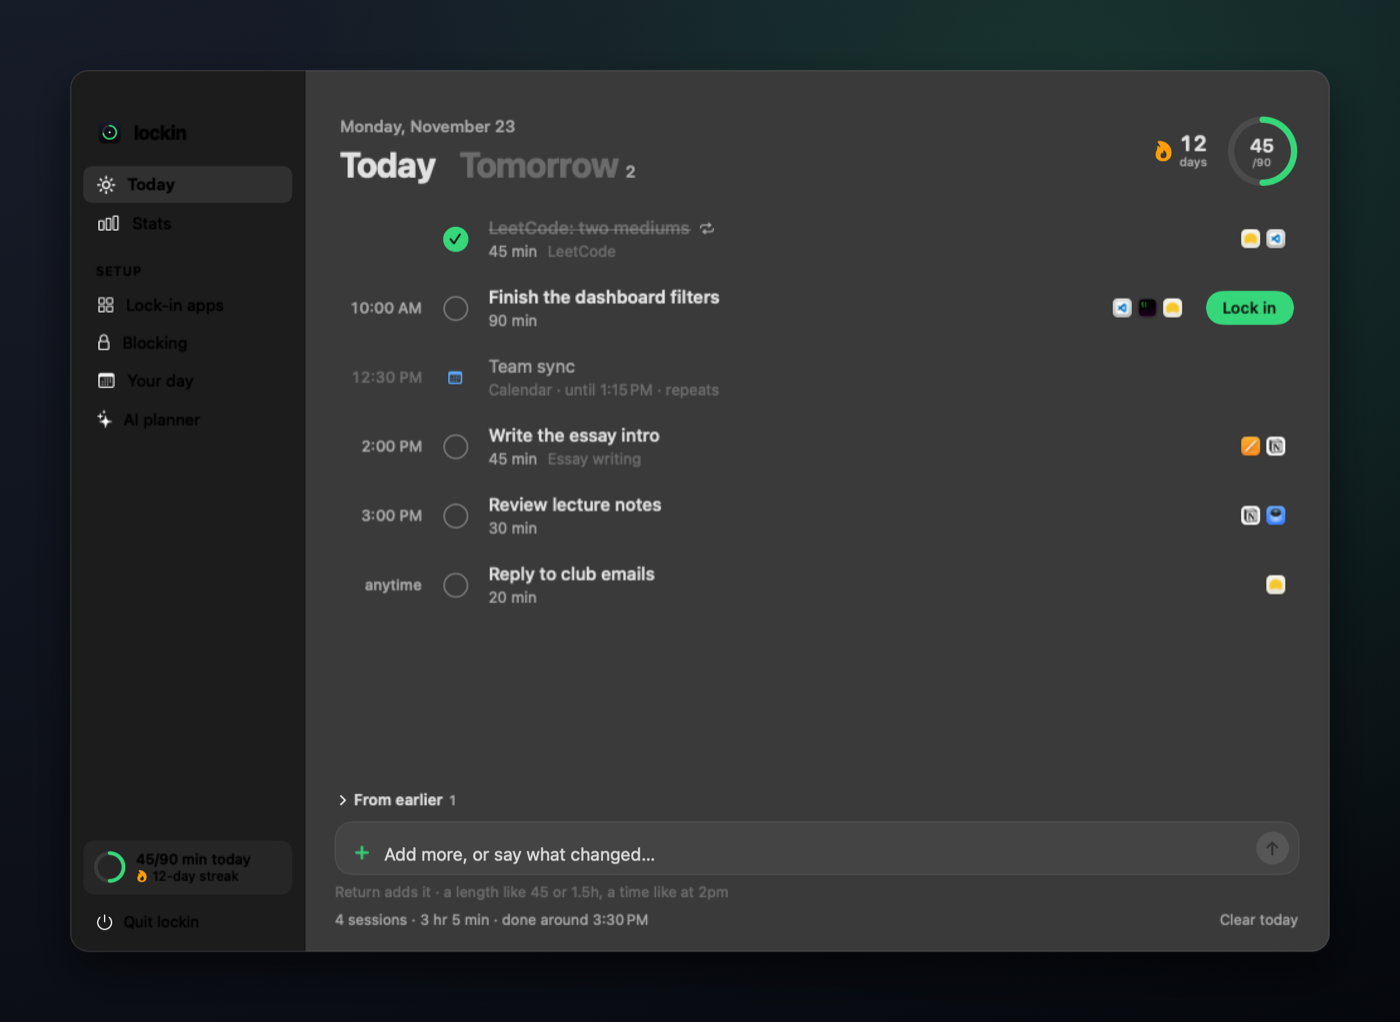 lockin
Today
Stats
SETUP
Lock-in apps
Blocking
Your day
AI planner
45/90 min today
12-day streak
Quit lockin
Monday, November 23
Today Tomorrow 2
12
days
45
/90
LeetCode: two mediums
45 min LeetCode
10:00 AM
Finish the dashboard filters
90 min
Lock in
12:30 PM
Team sync
Calendar · until 1:15 PM · repeats
2:00 PM
Write the essay intro
45 min Essay writing
3:00 PM
Review lecture notes
30 min
anytime
Reply to club emails
20 min
From earlier 1
Add more, or say what changed...
Return adds it · a length like 45 or 1.5h, a time like at 2pm
4 sessions · 3 hr 5 min · done around 3:30 PM
Clear today